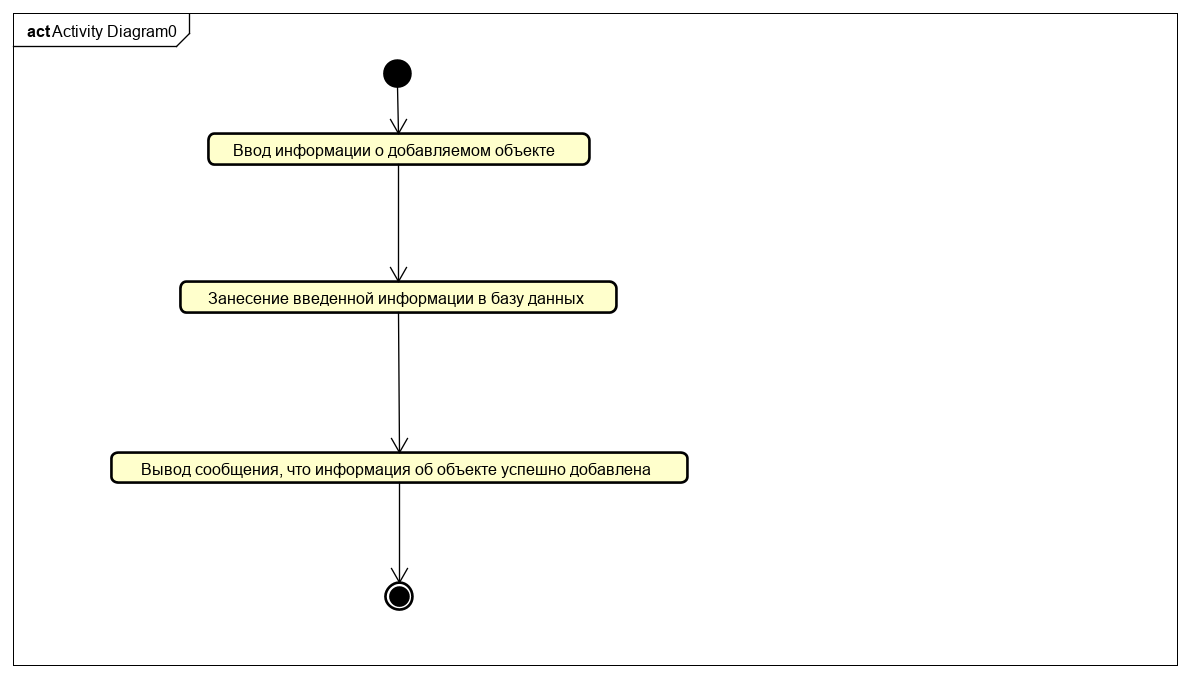 act Activity Diagram0
Ввод информации о добавляемом объекте
Занесение введенной информации в базу данных
Вывод сообщения, что информация об объекте успешно добавлена